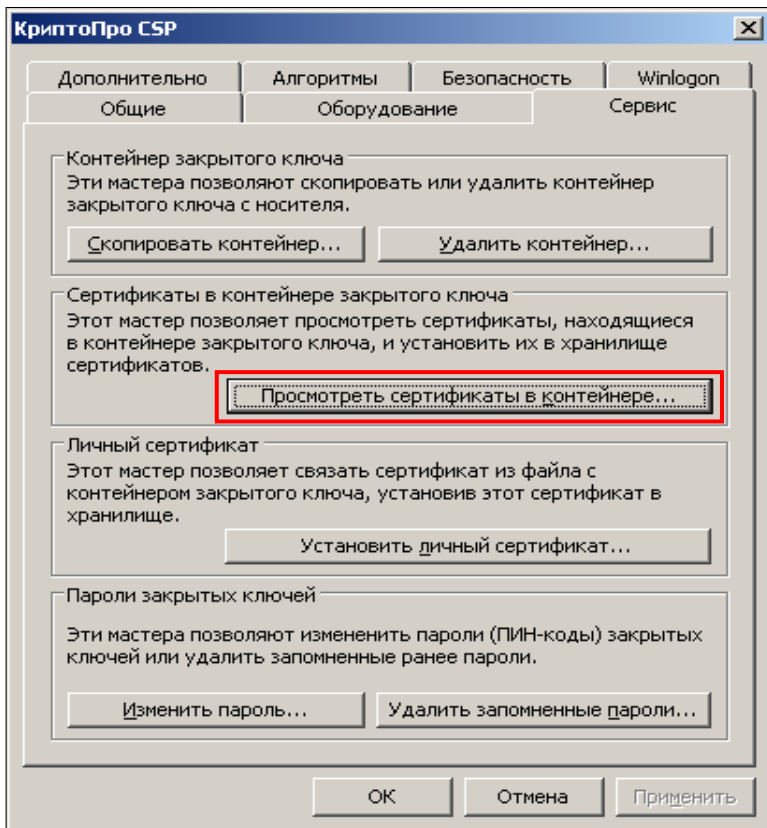 КриптоПро CSP
Дополнительно Алгоритмы Безопасность Winlogon
Общие Оборудование Сервис
Контейнер закрытого ключа
Эти мастера позволяют скопировать или удалить контейнер
закрытого ключа с носителя.
Скопировать контейнер... Удалить контейнер...
Сертификаты в контейнере закрытого ключа
Этот мастер позволяет просмотреть сертификаты, находящиеся
в контейнере закрытого ключа, и установить их в хранилище
сертификатов.
Просмотреть сертификаты в контейнере...
Личный сертификат
Этот мастер позволяет связать сертификат из файла с
контейнером закрытого ключа, установив этот сертификат в
хранилище.
Установить личный сертификат...
Пароли закрытых ключей
Эти мастера позволяют измененить пароли (ПИН-коды) закрытых
ключей или удалить запомненные ранее пароли.
Изменить пароль... Удалить запомненные пароли...
ОК Отмена Применить